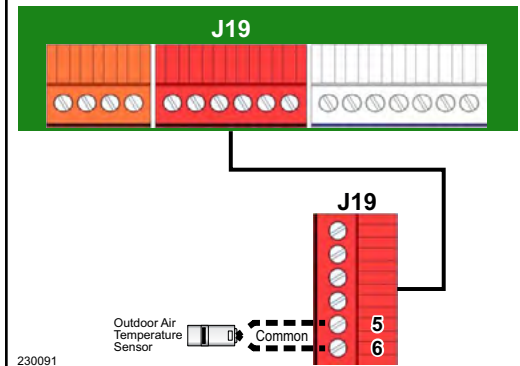 J19
J19
Outdoor Air
Temperature
Sensor
Common
5
6
230091